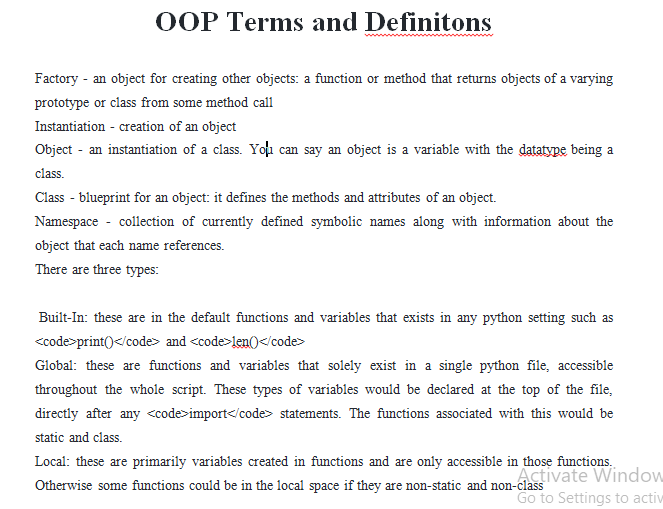 OOP Terms and Definitons
Factory - an object for creating other objects: a function or method that returns objects of a varying
prototype or class from some method call
Instantiation - creation of an object
Object - an instantiation of a class. You can say an object is a variable with the datatype being a
class.
Class - blueprint for an object: it defines the methods and attributes of an object.
Namespace - collection of currently defined symbolic names along with information about the
object that each name references.
There are three types:
Built-In: these are in the default functions and variables that exists in any python setting such as
<code>print()</code> and <code>len()</code>
Global: these are functions and variables that solely exist in a single python file, accessible
throughout the whole script. These types of variables would be declared at the top of the file,
directly after any <code>import</code> statements. The functions associated with this would be
static and class.
Local: these are primarily variables created in functions and are only accessible in those functions.
Otherwise some functions could be in the local space if they are non-static and non-class
Activate Window
Go to Settings to activ